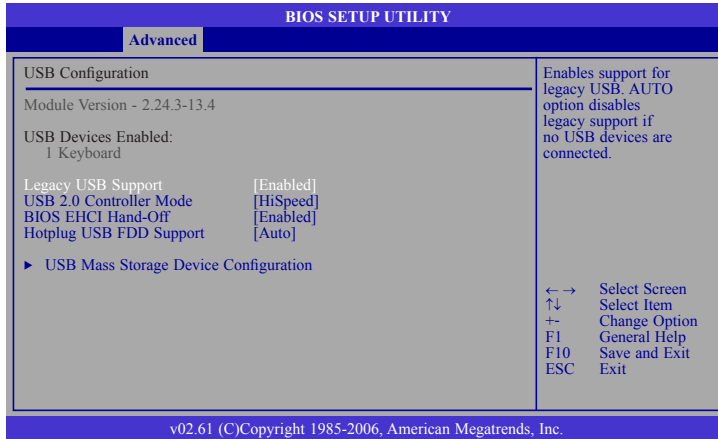 BIOS SETUP UTILITY
Advanced
USB Configuration
Module Version - 2.24.3-13.4
USB Devices Enabled:
1 Keyboard
Legacy USB Support [Enabled]
USB 2.0 Controller Mode [HiSpeed]
BIOS EHCI Hand-Off [Enabled]
Hotplug USB FDD Support [Auto]
► USB Mass Storage Device Configuration
Enables support for
legacy USB. AUTO
option disables
legacy support if
no USB devices are
connected.
←→ Select Screen
↑↓ Select Item
+- Change Option
F1 General Help
F10 Save and Exit
ESC Exit
v02.61 (C)Copyright 1985-2006, American Megatrends, Inc.